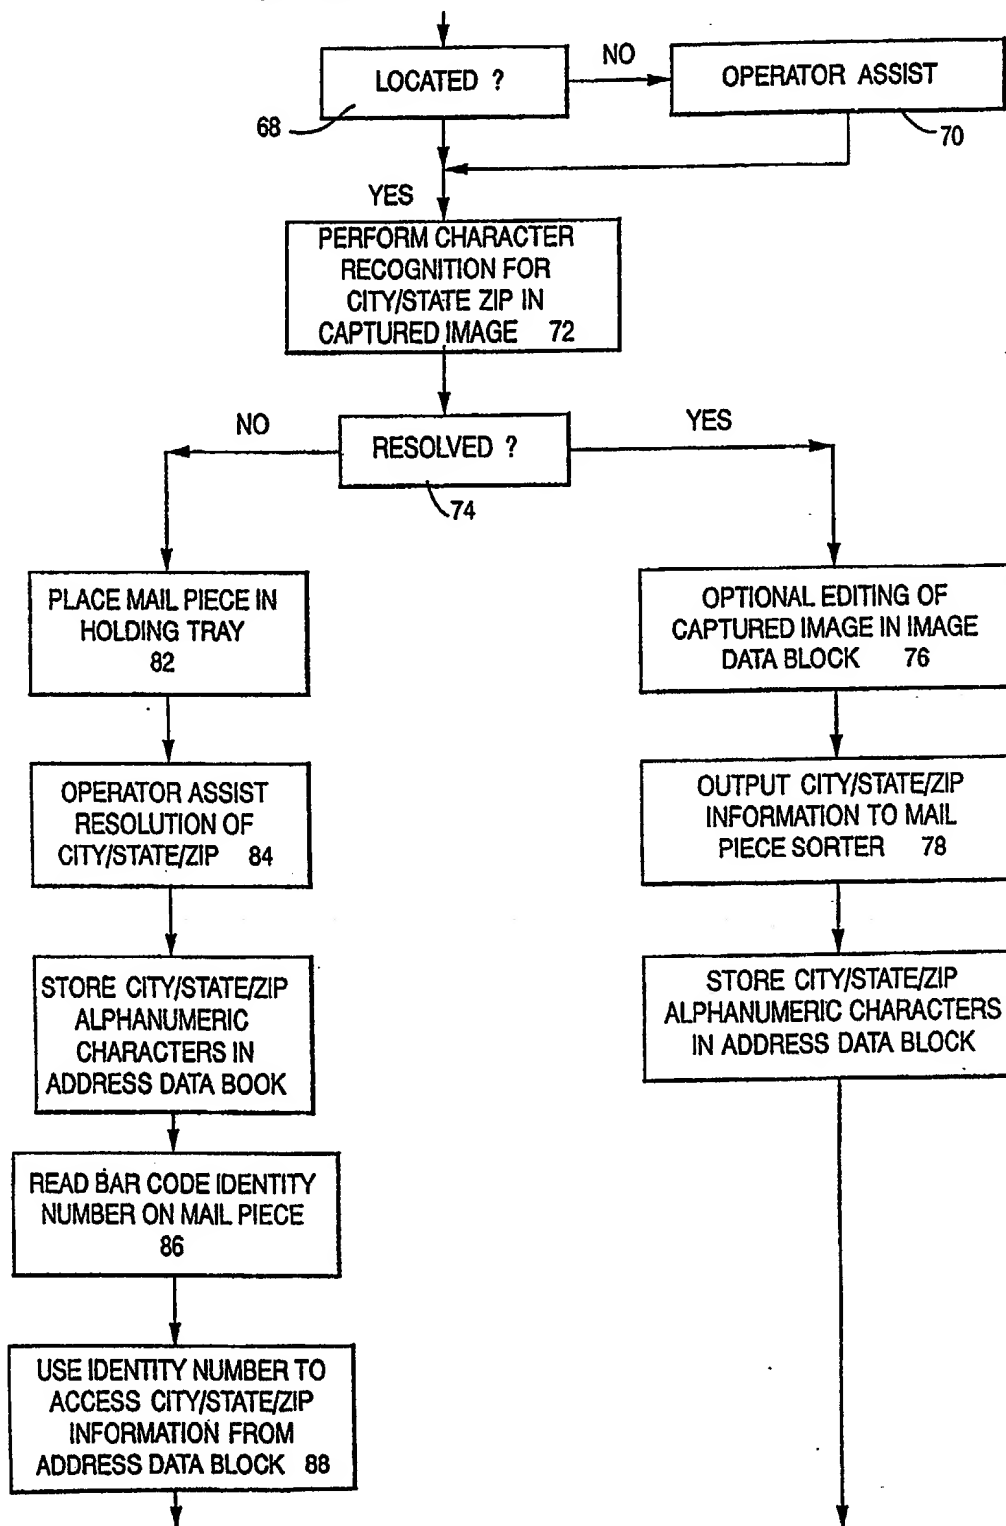 LOCATED ?
NO
OPERATOR ASSIST
68
70
YES
PERFORM CHARACTER
RECOGNITION FOR
CITY/STATE ZIP IN
CAPTURED IMAGE 72
NO
RESOLVED ?
YES
74
PLACE MAIL PIECE IN
HOLDING TRAY
82
OPERATOR ASSIST
RESOLUTION OF
CITY/STATE/ZIP 84
STORE CITY/STATE/ZIP
ALPHANUMERIC
CHARACTERS IN
ADDRESS DATA BOOK
READ BAR CODE IDENTITY
NUMBER ON MAIL PIECE
86
USE IDENTITY NUMBER TO
ACCESS CITY/STATE/ZIP
INFORMATION FROM
ADDRESS DATA BLOCK 88
OPTIONAL EDITING OF
CAPTURED IMAGE IN IMAGE
DATA BLOCK 76
OUTPUT CITY/STATE/ZIP
INFORMATION TO MAIL
PIECE SORTER 78
STORE CITY/STATE/ZIP
ALPHANUMERIC CHARACTERS
IN ADDRESS DATA BLOCK